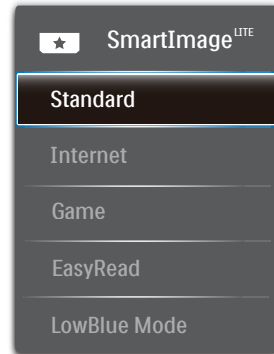 SmartImage LITE
Standard
Internet
Game
EasyRead
LowBlue Mode